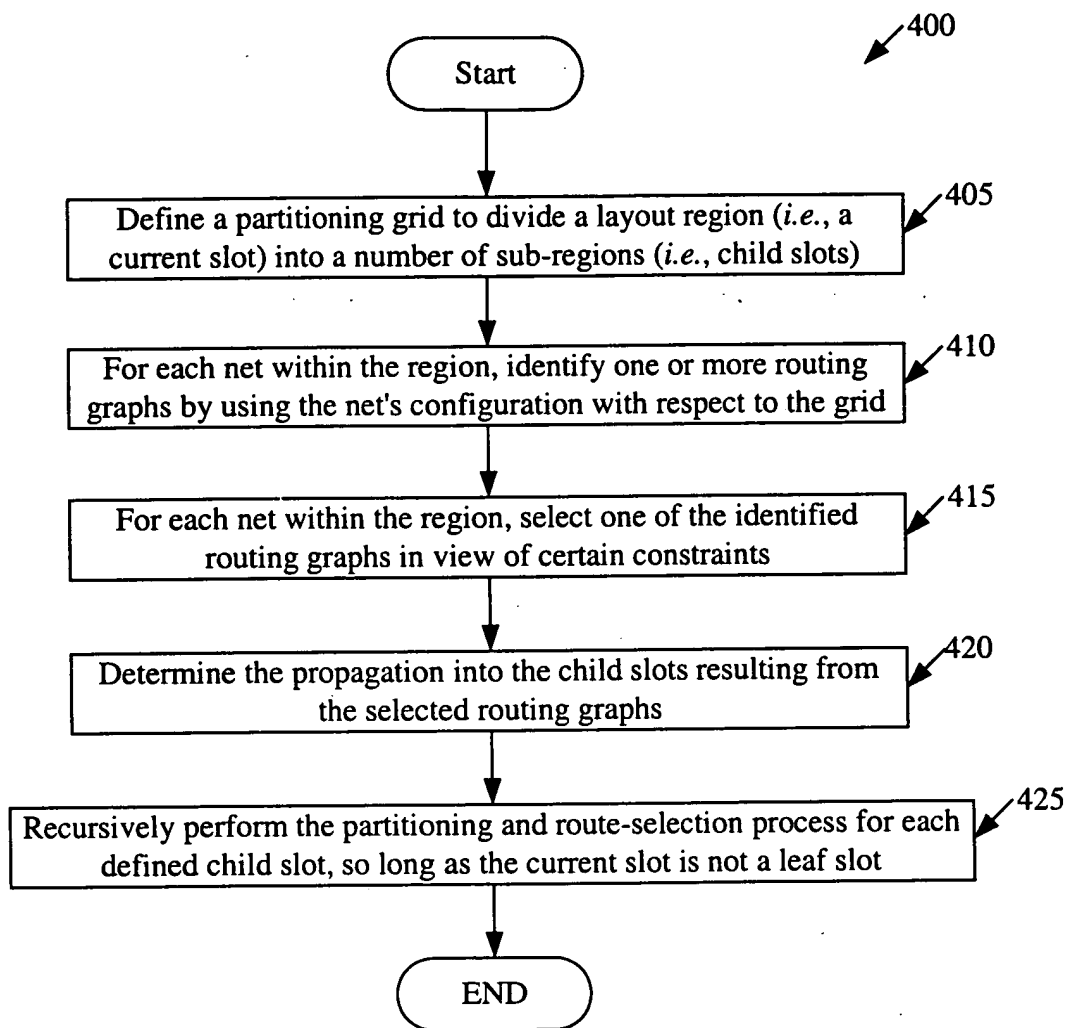 400
Start
405
Define a partitioning grid to divide a layout region (i.e., a
current slot) into a number of sub-regions (i.e., child slots)
410
For each net within the region, identify one or more routing
graphs by using the net's configuration with respect to the grid
415
For each net within the region, select one of the identified
routing graphs in view of certain constraints
420
Determine the propagation into the child slots resulting from
the selected routing graphs
425
Recursively perform the partitioning and route-selection process for each
defined child slot, so long as the current slot is not a leaf slot
END